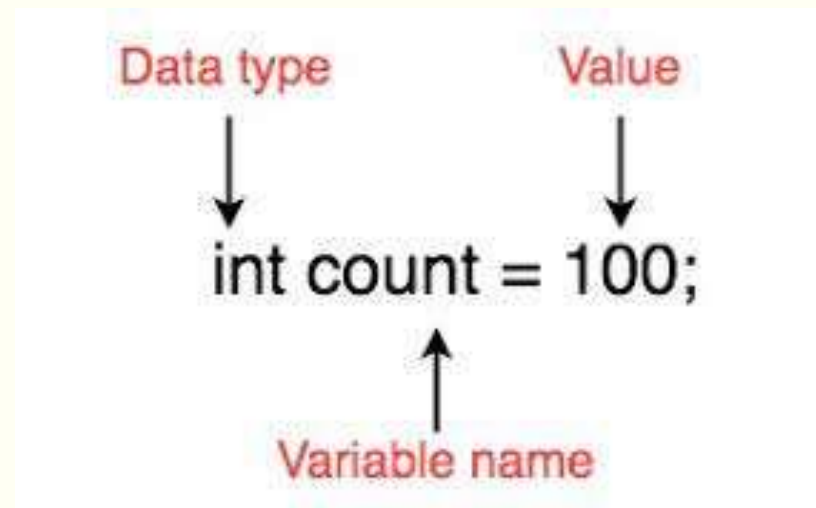 Data type Value
int count = 100;
Variable name